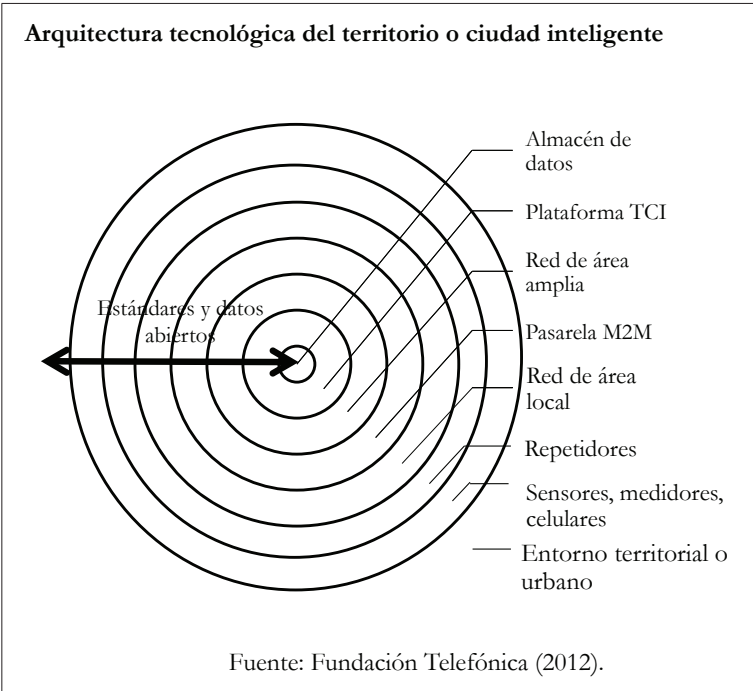 Arquitectura tecnológica del territorio o ciudad inteligente
Almacén de
datos
Plataforma TCI
Red de área
amplia
Estándares y datos
abiertos
Pasarela M2M
Red de área
local
Repetidores
Sensores, medidores,
celulares
Entorno territorial o
urbano
Fuente: Fundación Telefónica (2012).